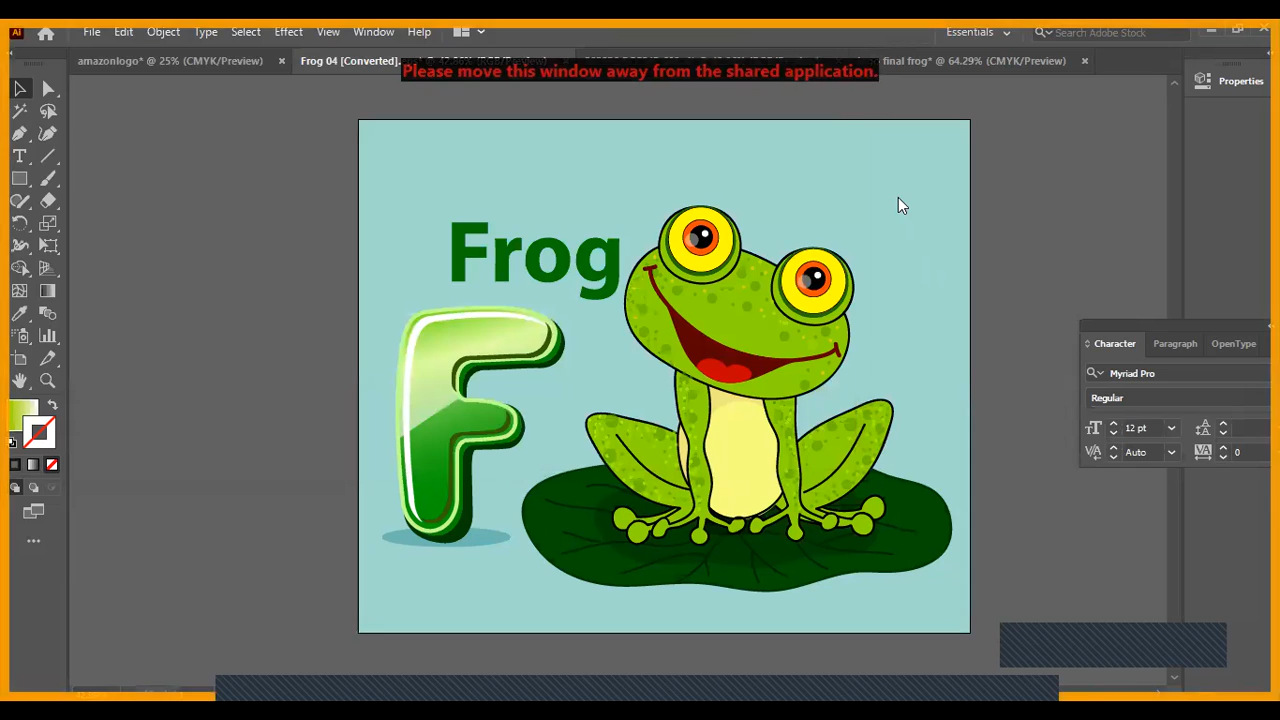 Ai File Edit Object Type Select Effect View Window Help Essentials Search Adobe Stock
amazonlogo* @ 25% (CMYK/Preview) Frog 04 [Converted] final frog* @ 64.29% (CMYK/Preview)
Please move this window away from the shared application.
Properties
Frog
F
Character Paragraph OpenType
Myriad Pro
Regular
12 pt
Auto 0